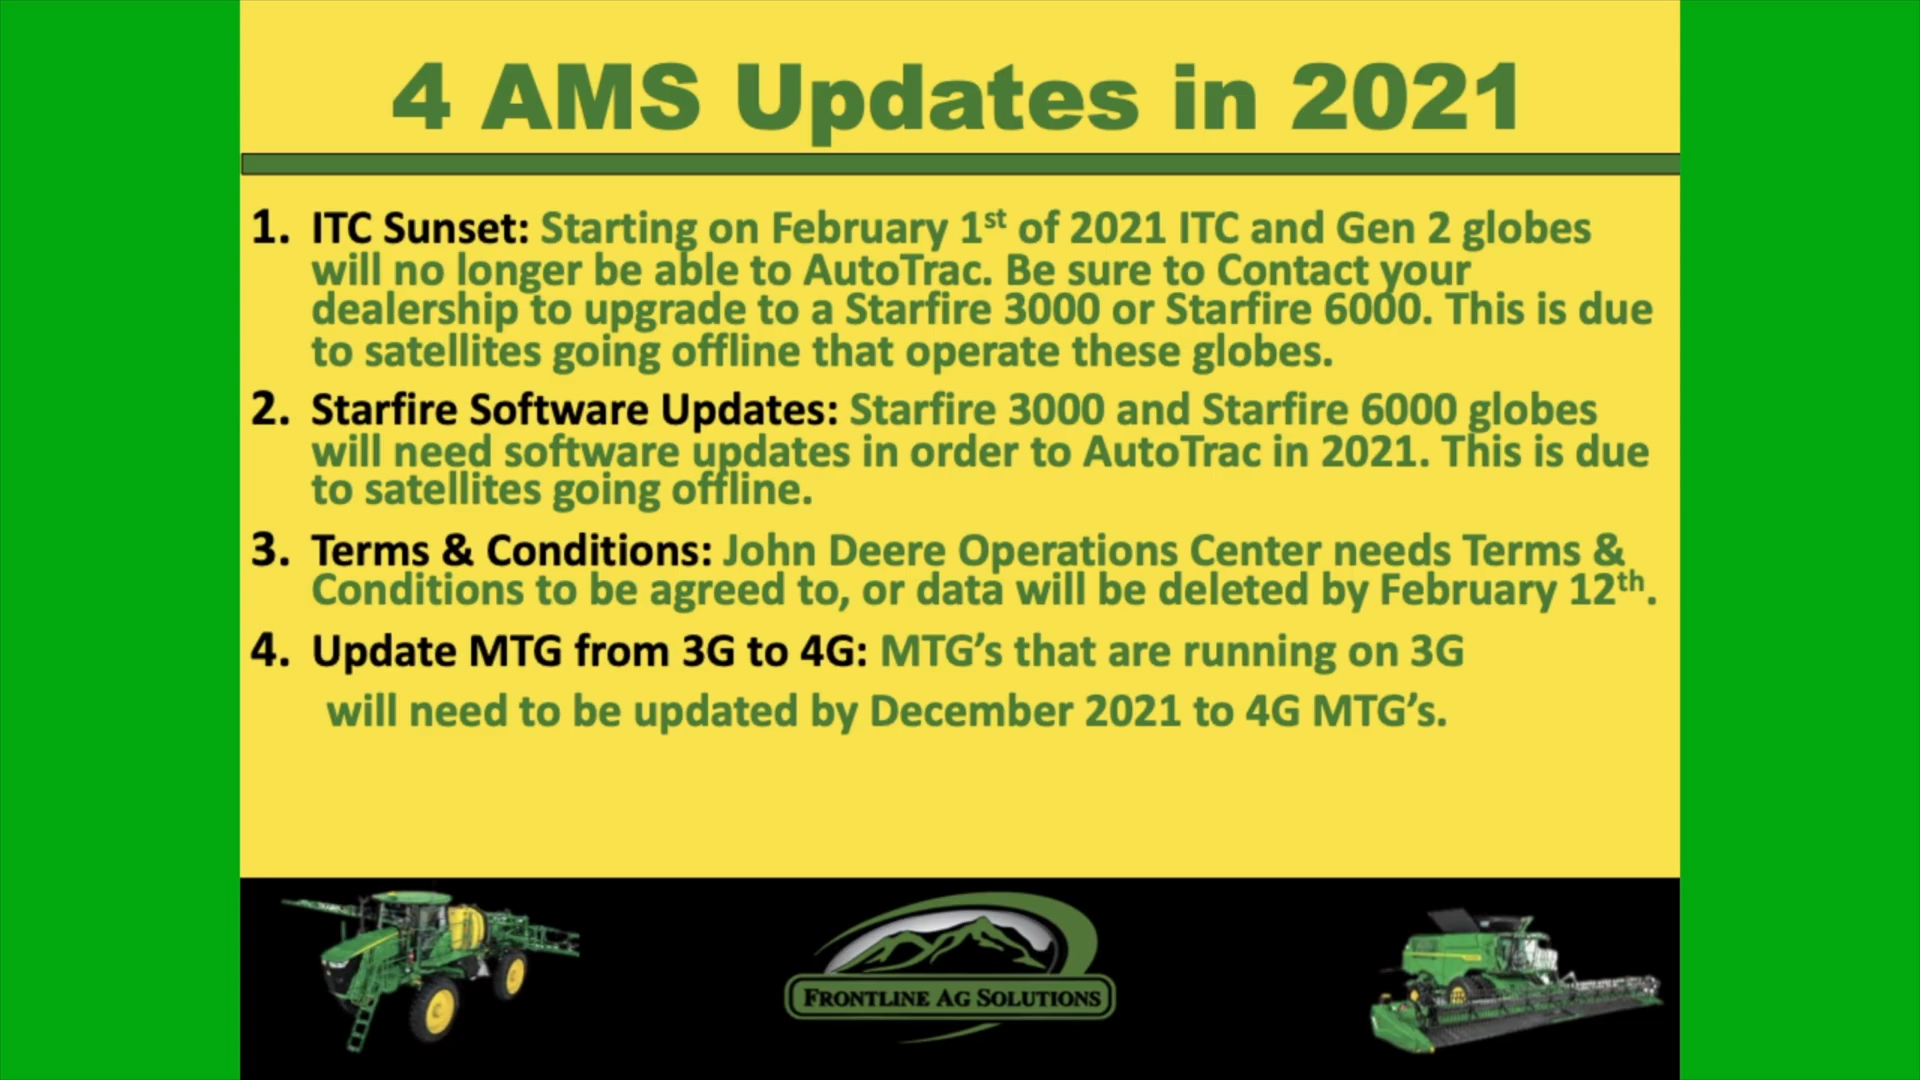 4 AMS Updates in 2021
1. ITC Sunset: Starting on February 1st of 2021 ITC and Gen 2 globes
will no longer be able to AutoTrac. Be sure to Contact your
dealership to upgrade to a Starfire 3000 or Starfire 6000. This is due
to satellites going offline that operate these globes.
2. Starfire Software Updates: Starfire 3000 and Starfire 6000 globes
will need software updates in order to AutoTrac in 2021. This is due
to satellites going offline.
3. Terms & Conditions: John Deere Operations Center needs Terms &
Conditions to be agreed to, or data will be deleted by February 12th.
4. Update MTG from 3G to 4G: MTG’s that are running on 3G
will need to be updated by December 2021 to 4G MTG’s.
FRONTLINE AG SOLUTIONS